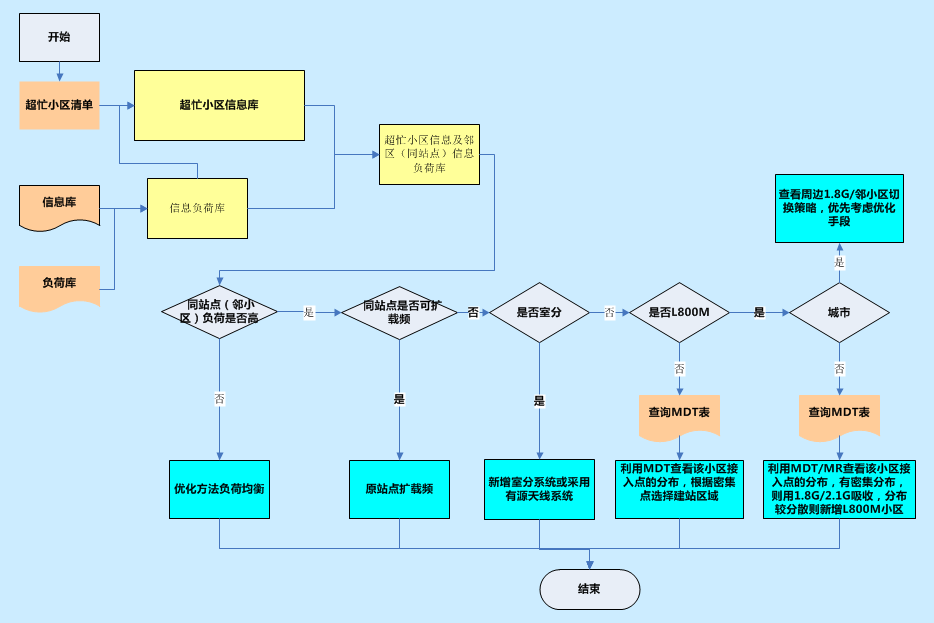 开始
超忙小区清单
超忙小区信息库
超忙小区信息及邻
区（同站点）信息
负荷库
信息库
信息负荷库
负荷库
查看周边1.8G/邻小区切
换策略，优先考虑优化
手段
是
同站点（邻小
区）负荷是否高
是
同站点是否可扩
载频
否
是否室分
否
是否L800M
是
城市
否
是
是
否
否
查询MDT表
查询MDT表
优化方法负荷均衡
原站点扩载频
新增室分系统或采用
有源天线系统
利用MDT查看该小区接
入点的分布，根据密集
点选择建站区域
利用MDT/MR查看该小区接
入点的分布，有密集分布，
则用1.8G/2.1G吸收，分布
较分散则新增L800M小区
结束